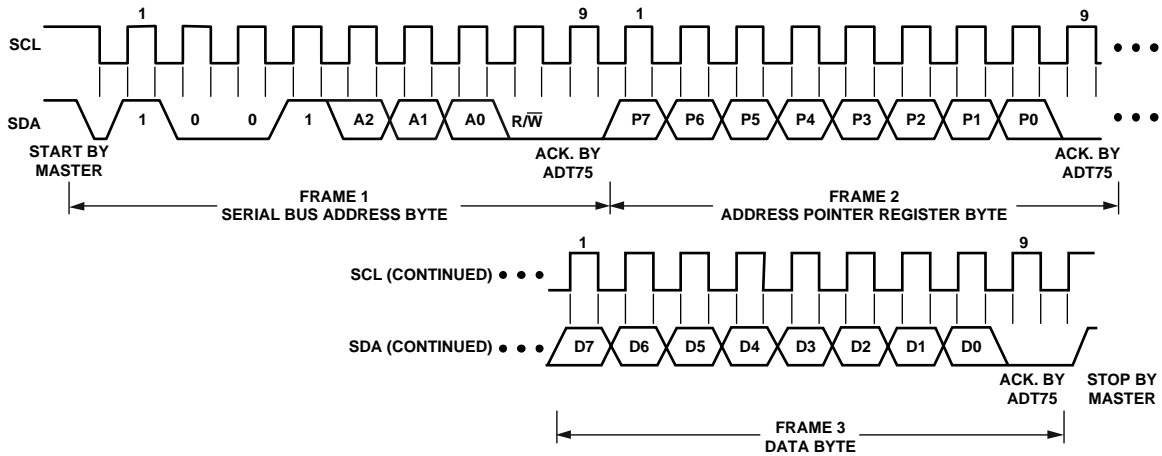 1 9 1 9
SCL
SDA 1 0 0 1 A2 A1 A0 R/W̅ P7 P6 P5 P4 P3 P2 P1 P0
START BY
MASTER
ACK. BY
ADT75
ACK. BY
ADT75
FRAME 1
SERIAL BUS ADDRESS BYTE
FRAME 2
ADDRESS POINTER REGISTER BYTE
1 9
SCL (CONTINUED)
SDA (CONTINUED) D7 D6 D5 D4 D3 D2 D1 D0
ACK. BY
ADT75
STOP BY
MASTER
FRAME 3
DATA BYTE